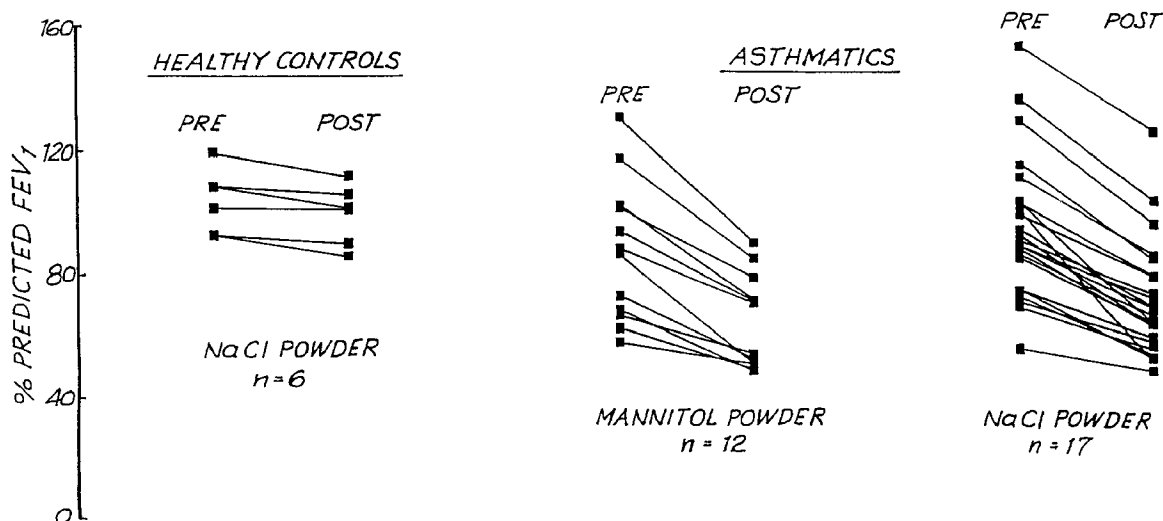 % PREDICTED FEV1
160
120
80
40
0
HEALTHY CONTROLS
PRE POST
NaCl POWDER
n=6
ASTHMATICS
PRE POST
MANNITOL POWDER
n = 12
PRE POST
NaCl POWDER
n = 17